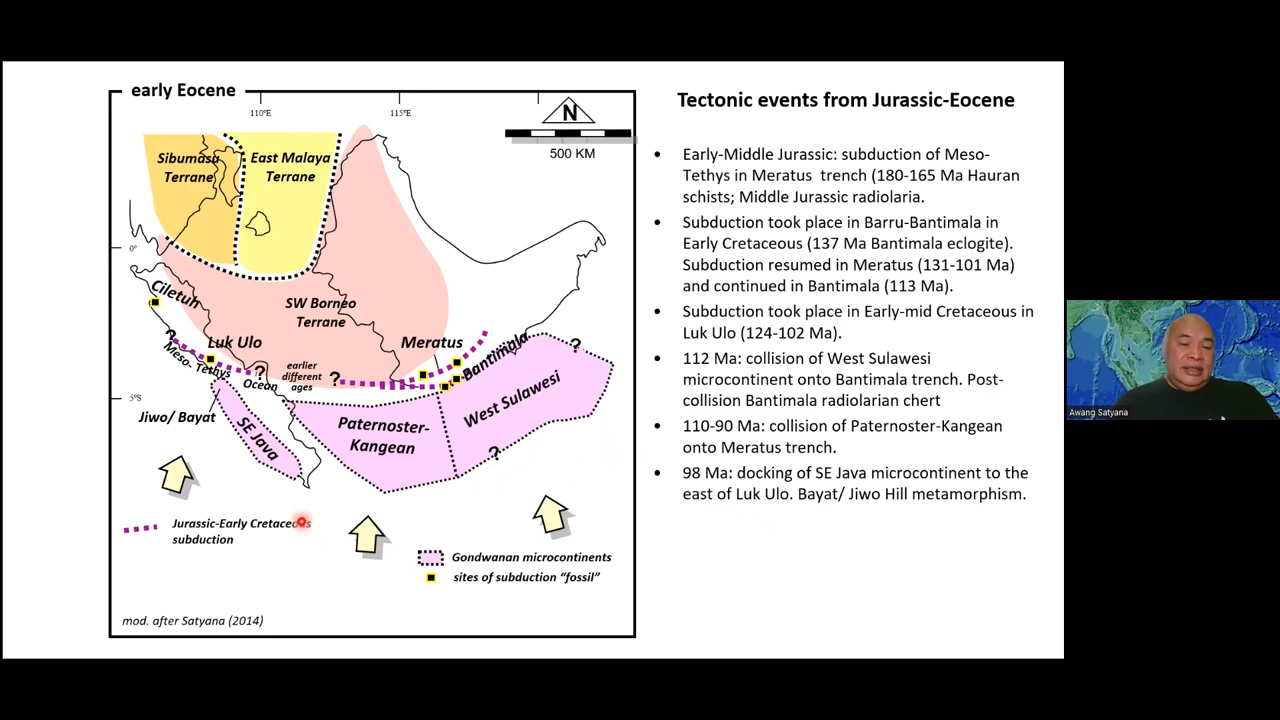 early Eocene
110°E
115°E
N
500 KM
Sibumasu
Terrane
East Malaya
Terrane
0°
Ciletuh
SW Borneo
Terrane
?
Luk Ulo
Meratus
Meso- Tethys
Ocean
?
earlier
different
ages
?
Bantimala
?
5°S
Jiwo/ Bayat
SE Java
Paternoster-
Kangean
West Sulawesi
?
Jurassic-Early Cretaceous
subduction
Gondwanan microcontinents
sites of subduction “fossil”
mod. after Satyana (2014)
Tectonic events from Jurassic-Eocene
• Early-Middle Jurassic: subduction of Meso-
Tethys in Meratus trench (180-165 Ma Hauran
schists; Middle Jurassic radiolaria.
• Subduction took place in Barru-Bantimala in
Early Cretaceous (137 Ma Bantimala eclogite).
Subduction resumed in Meratus (131-101 Ma)
and continued in Bantimala (113 Ma).
• Subduction took place in Early-mid Cretaceous in
Luk Ulo (124-102 Ma).
• 112 Ma: collision of West Sulawesi
microcontinent onto Bantimala trench. Post-
collision Bantimala radiolarian chert
• 110-90 Ma: collision of Paternoster-Kangean
onto Meratus trench.
• 98 Ma: docking of SE Java microcontinent to the
east of Luk Ulo. Bayat/ Jiwo Hill metamorphism.
Awang Satyana